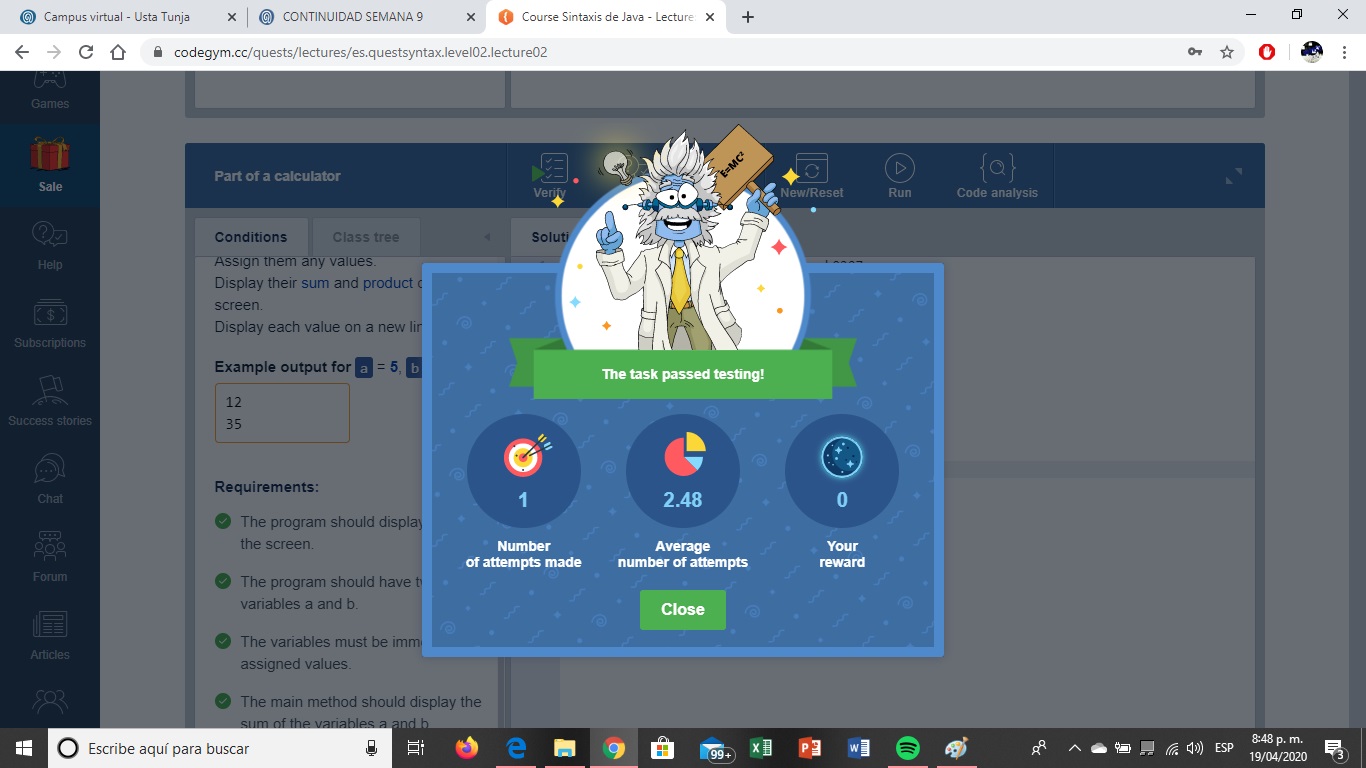 Campus virtual - Usta Tunja
CONTINUIDAD SEMANA 9
Course Sintaxis de Java - Lecture
codegym.cc/quests/lectures/es.questsyntax.level02.lecture02
Games
Sale
Help
Subscriptions
Success stories
Chat
Forum
Articles
Part of a calculator
Verify
New/Reset
Run
Code analysis
Conditions
Class tree
Assign them any values.
Display their sum and product
screen.
Display each value on a new
Example output for a = 5, b
12
35
Requirements:
The program should display
the screen.
The program should have
variables a and b.
The variables must be
assigned values.
The main method should display the
sum of the variables a and b
E=MC²
The task passed testing!
1
Number
of attempts made
2.48
Average
number of attempts
0
Your
reward
Close
Escribe aquí para buscar
99+
ESP
8:48 p. m.
19/04/2020
3